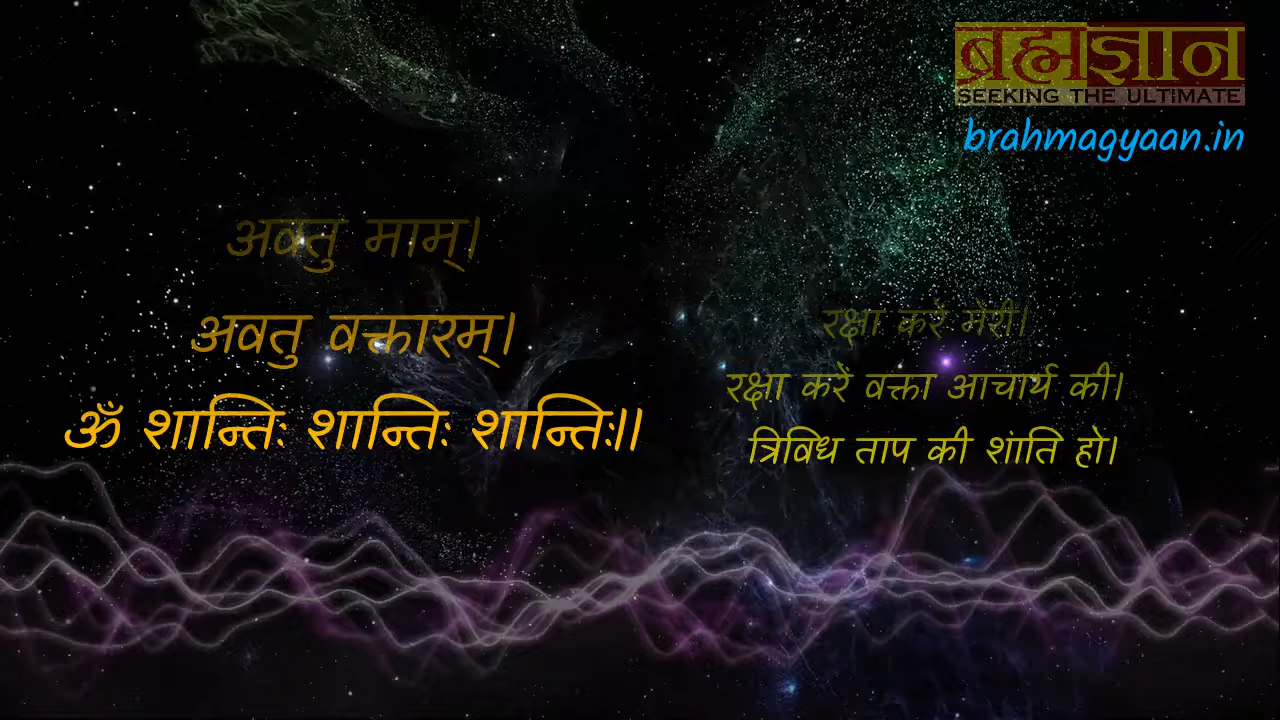 ब्रह्मज्ञान
SEEKING THE ULTIMATE
brahmagyaan.in
अवतु माम्।
अवतु वक्तारम्।
ॐ शान्तिः शान्तिः शान्तिः॥
रक्षा करें मेरी।
रक्षा करें वक्ता आचार्य की।
त्रिविध ताप की शांति हो।